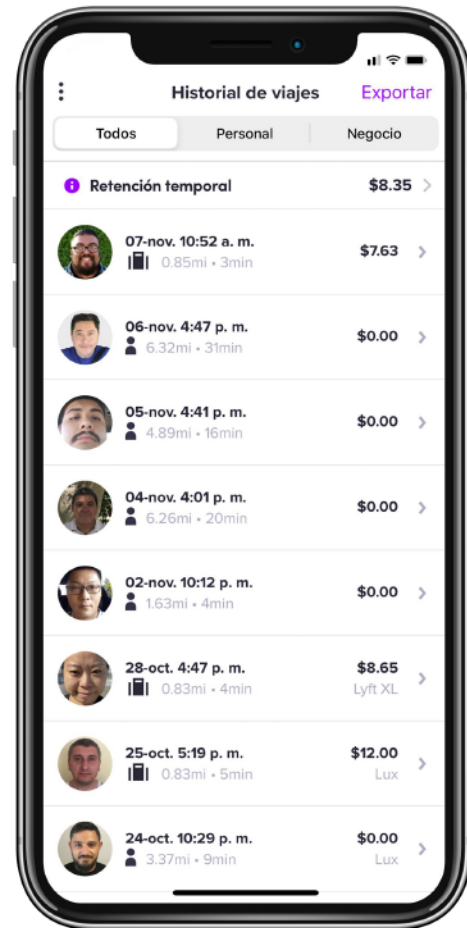 Historial de viajes Exportar
Todos Personal Negocio
Retención temporal $8.35
07-nov. 10:52 a. m. $7.63
0.85mi • 3min
06-nov. 4:47 p. m. $0.00
6.32mi • 31min
05-nov. 4:41 p. m. $0.00
4.89mi • 16min
04-nov. 4:01 p. m. $0.00
6.26mi • 20min
02-nov. 10:12 p. m. $0.00
1.63mi • 4min
28-oct. 4:47 p. m. $8.65
0.83mi • 4min Lyft XL
25-oct. 5:19 p. m. $12.00
0.83mi • 5min Lux
24-oct. 10:29 p. m. $0.00
3.37mi • 9min Lux